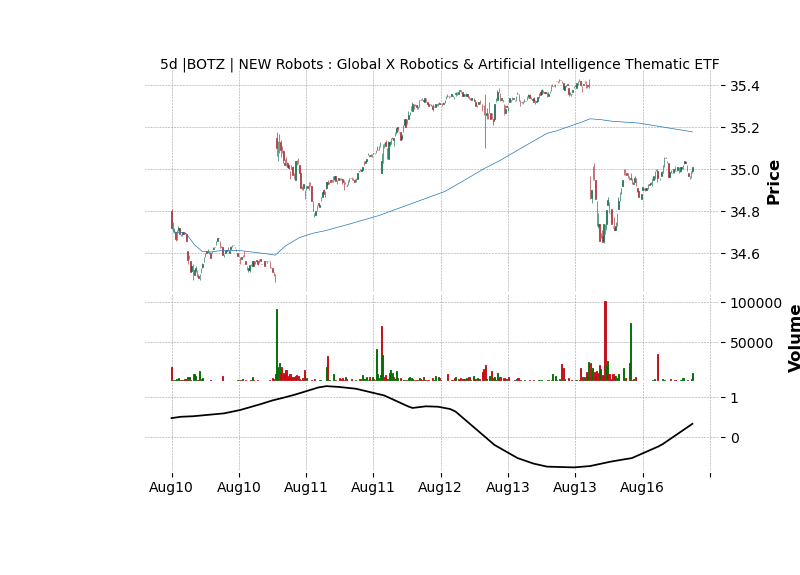 5d |BOTZ | NEW Robots : Global X Robotics & Artificial Intelligence Thematic ETF
35.4
35.2
35.0
34.8
34.6
Price
100000
50000
Volume
1
0
Aug10 Aug10 Aug11 Aug11 Aug12 Aug13 Aug13 Aug16